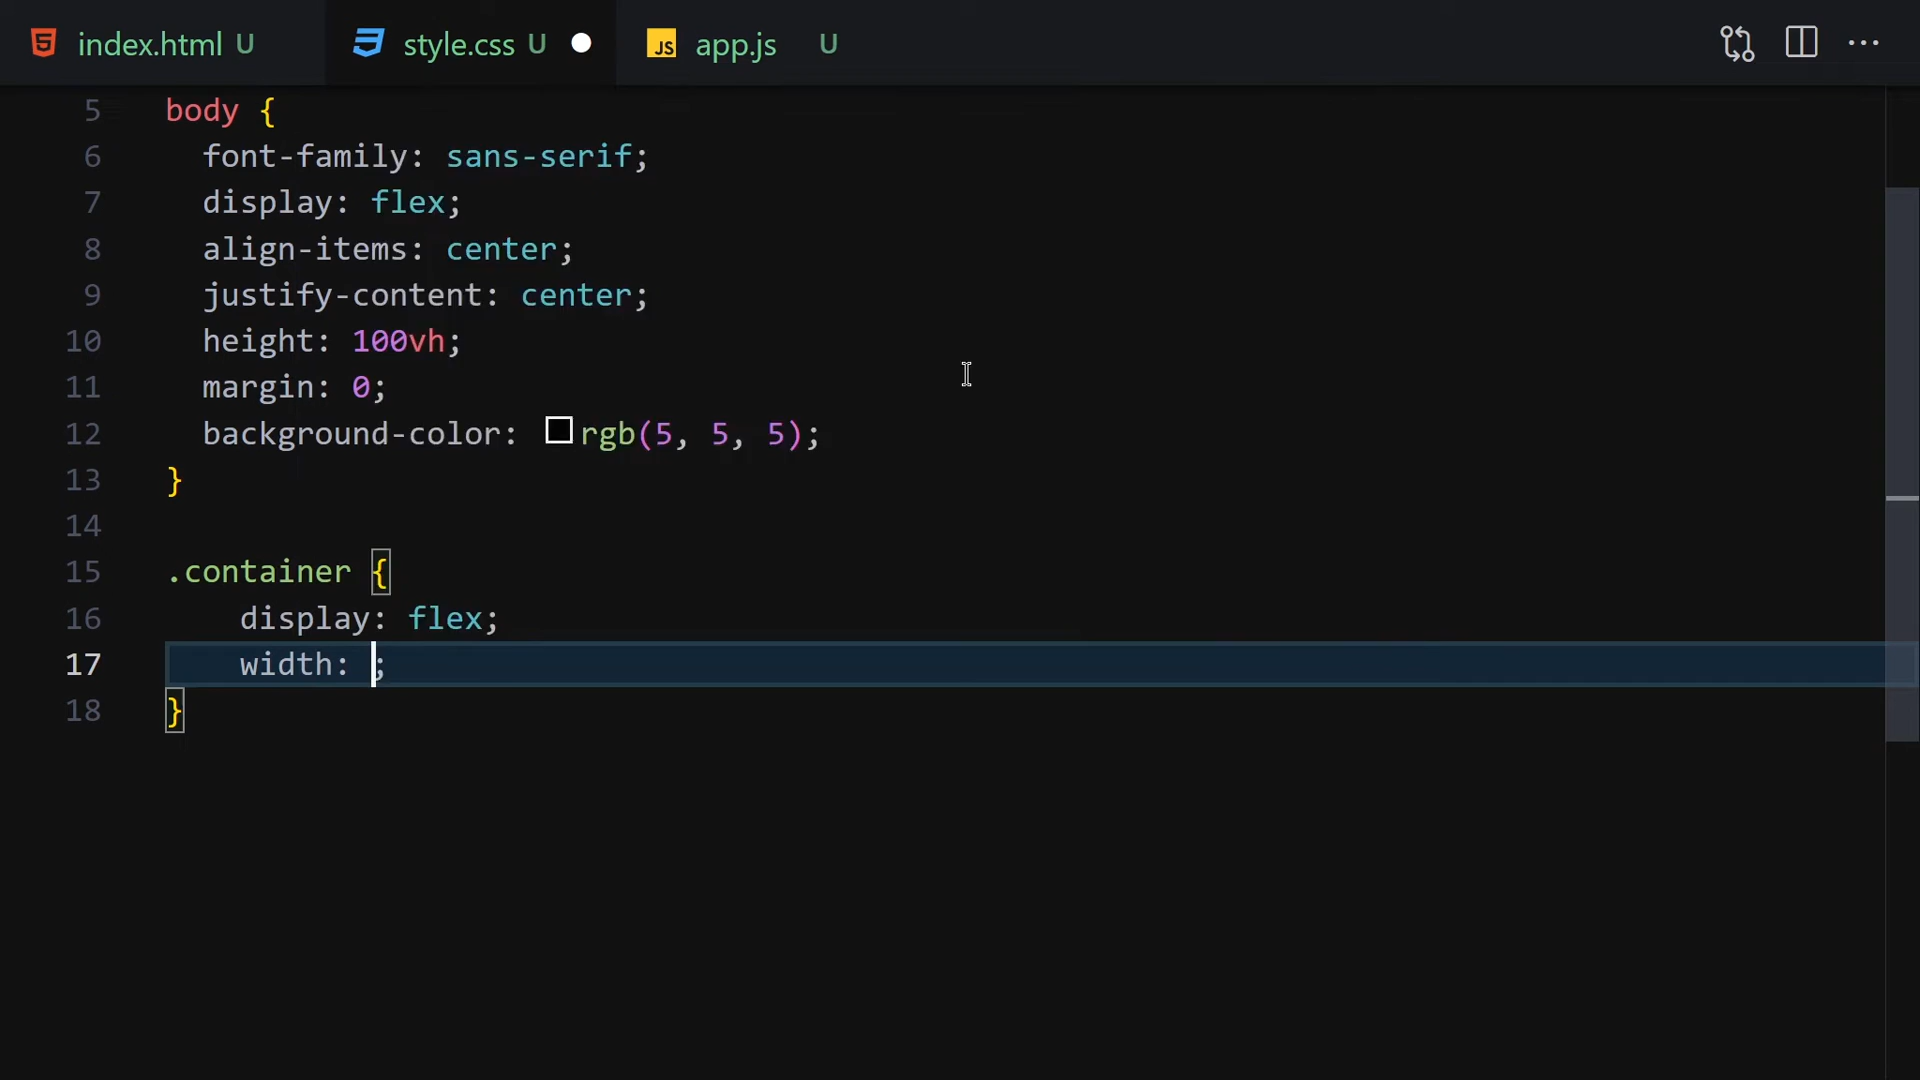 index.html U style.css U JS app.js U
5 body {
6 font-family: sans-serif;
7 display: flex;
8 align-items: center;
9 justify-content: center;
10 height: 100vh;
11 margin: 0;
12 background-color: rgb(5, 5, 5);
13 }
14
15 .container {
16 display: flex;
17 width: ;
18 }